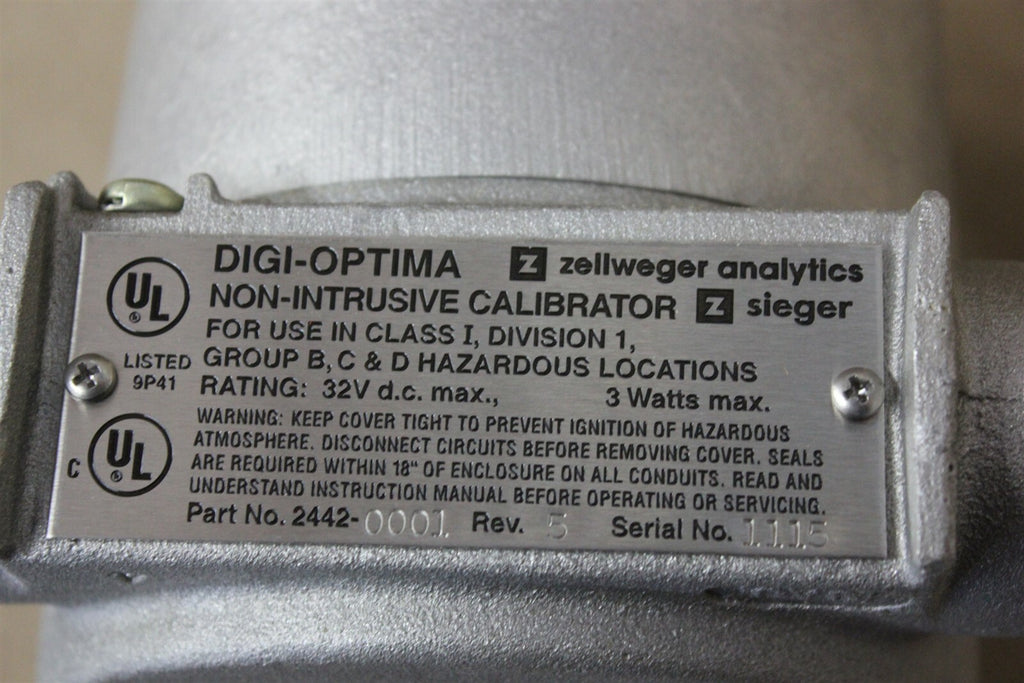 DIGI-OPTIMA Z zellweger analytics
NON-INTRUSIVE CALIBRATOR Z sieger
FOR USE IN CLASS I, DIVISION 1,
GROUP B, C & D HAZARDOUS LOCATIONS
RATING: 32V d.c. max., 3 Watts max.
UL
®
LISTED
9P41
C UL
®
WARNING: KEEP COVER TIGHT TO PREVENT IGNITION OF HAZARDOUS
ATMOSPHERE. DISCONNECT CIRCUITS BEFORE REMOVING COVER. SEALS
ARE REQUIRED WITHIN 18" OF ENCLOSURE ON ALL CONDUITS. READ AND
UNDERSTAND INSTRUCTION MANUAL BEFORE OPERATING OR SERVICING.
Part No. 2442-0001 Rev. 5 Serial No. 1115